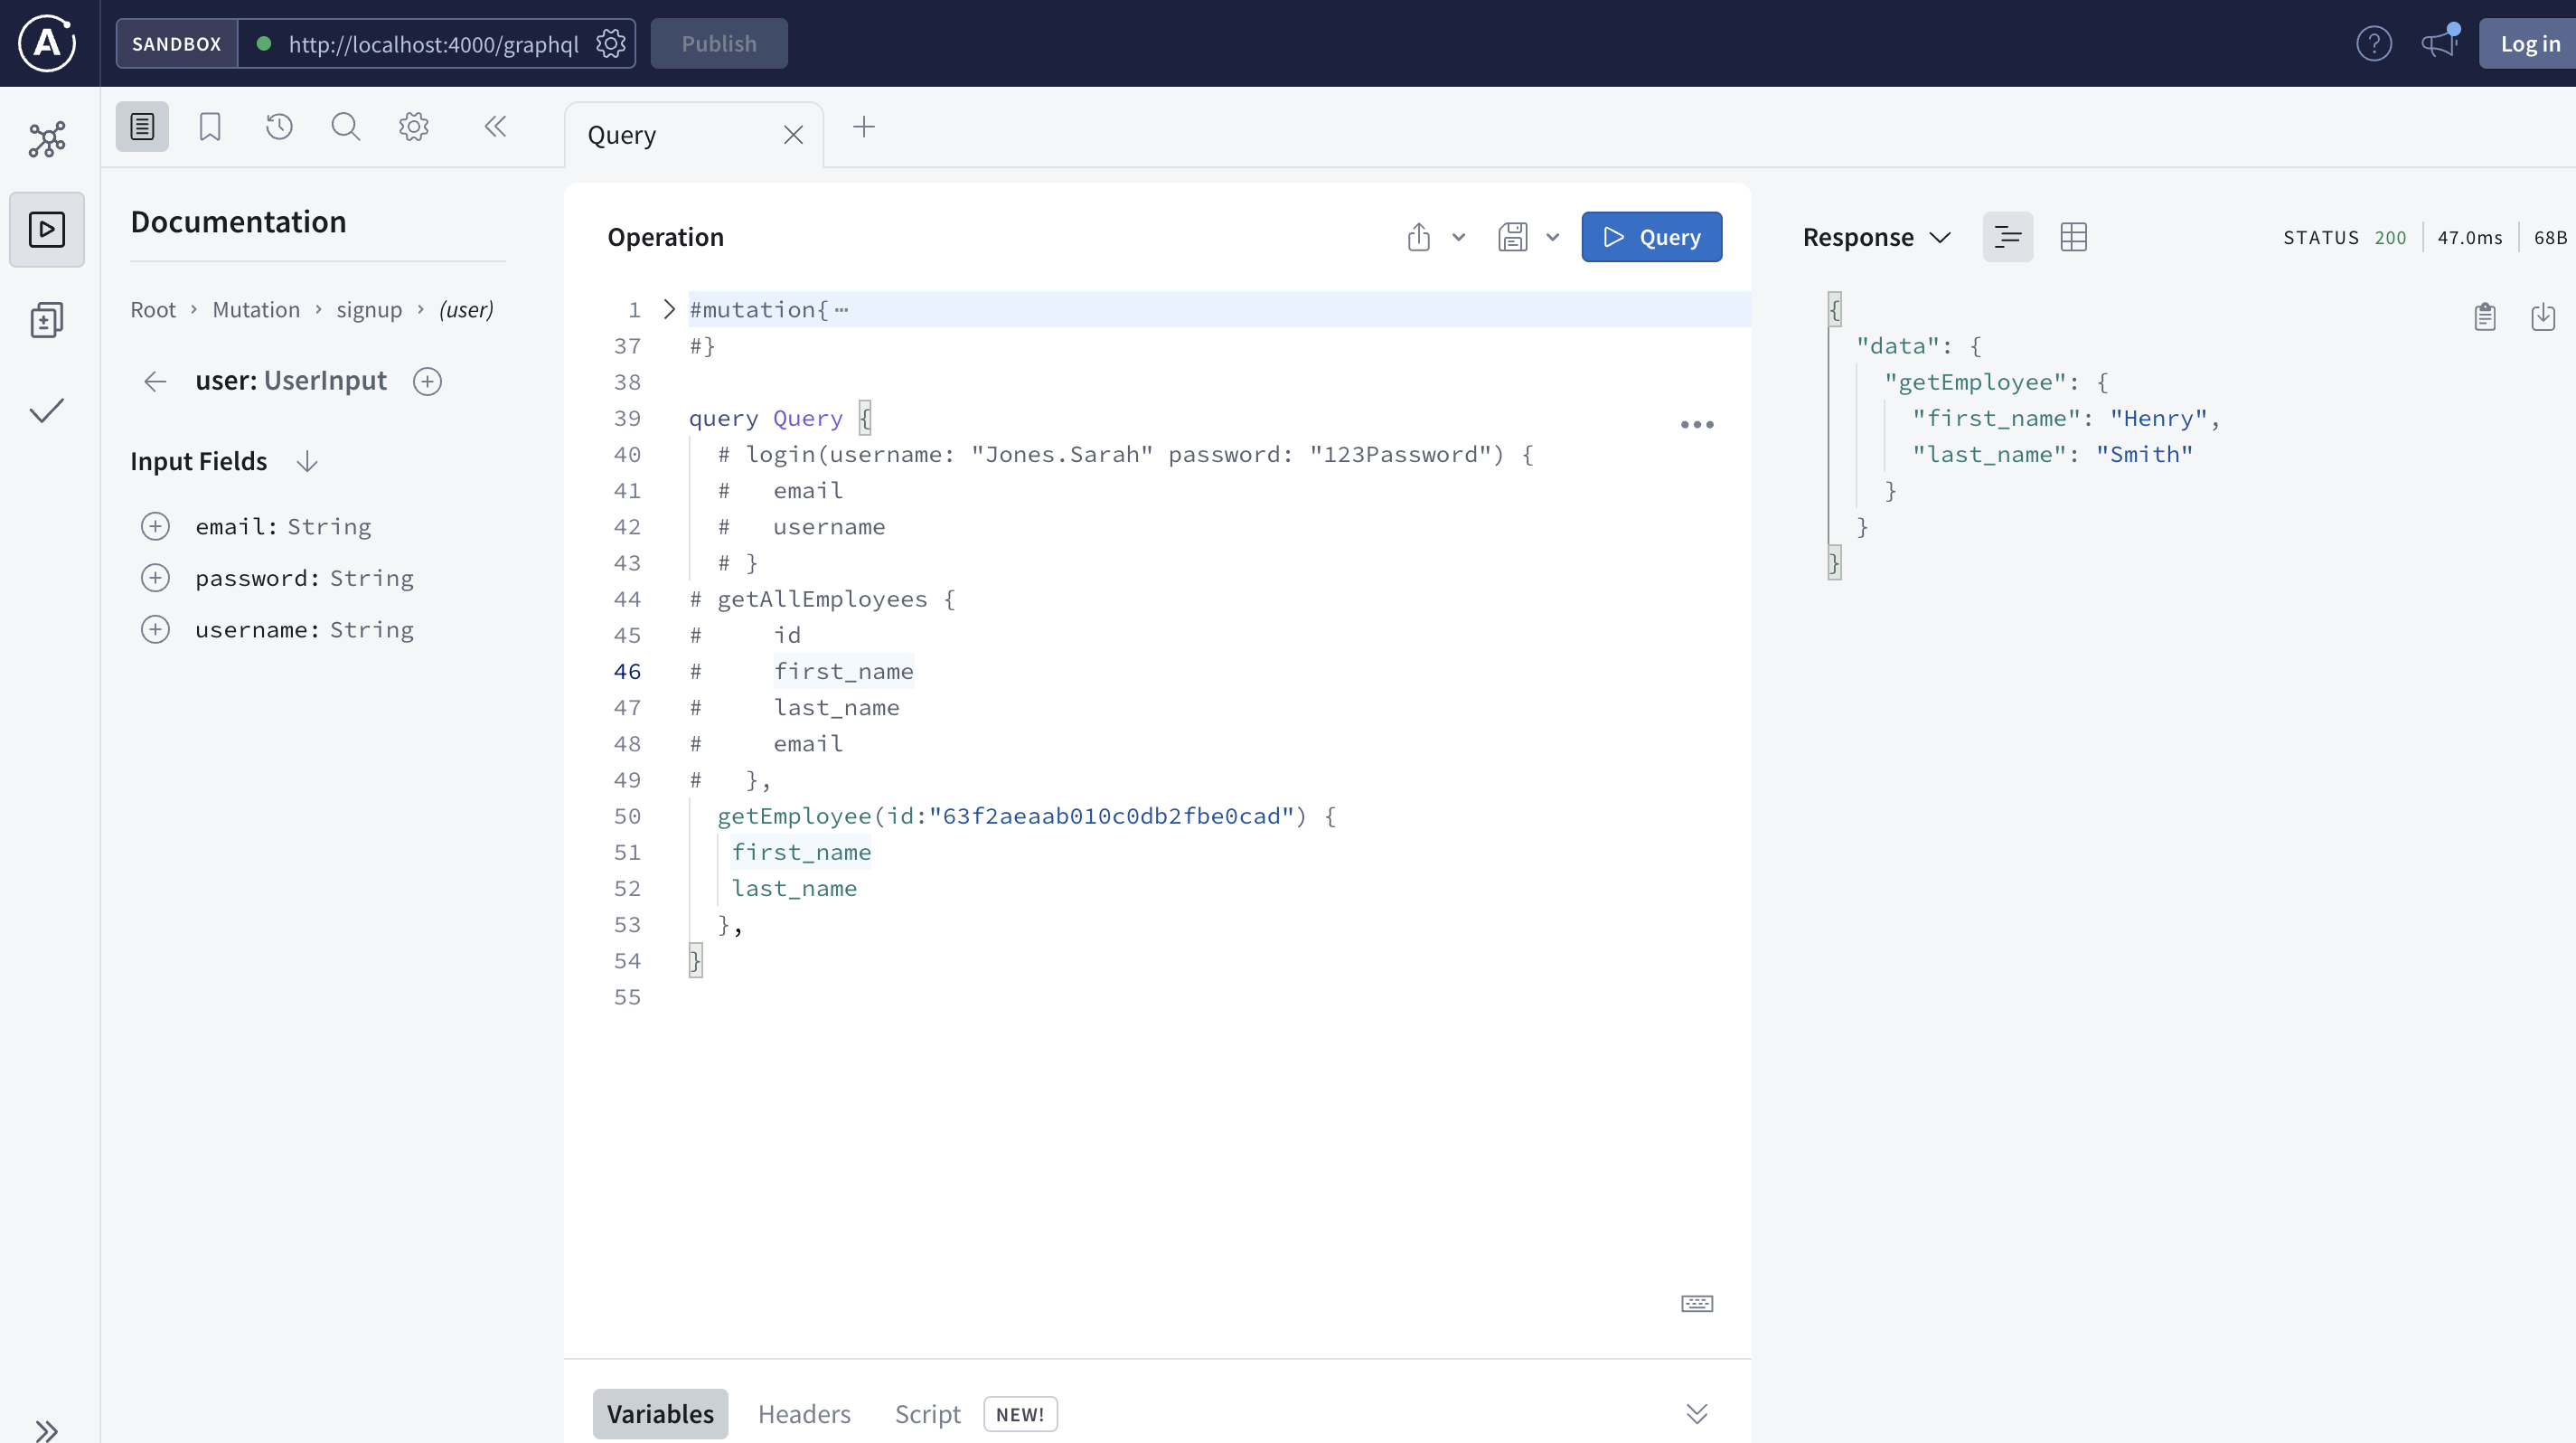 SANDBOX http://localhost:4000/graphql Publish Log in
Query
Documentation
Root › Mutation › signup › (user)
user: UserInput
Input Fields
email: String
password: String
username: String
Operation
Query
1 #mutation{⋯
37 #}
38
39 query Query {
40 # login(username: "Jones.Sarah" password: "123Password") {
41 # email
42 # username
43 # }
44 # getAllEmployees {
45 # id
46 # first_name
47 # last_name
48 # email
49 # },
50 getEmployee(id:"63f2aeaab010c0db2fbe0cad") {
51 first_name
52 last_name
53 },
54 }
55
Variables Headers Script NEW!
Response STATUS 200 47.0ms 68B
{
"data": {
"getEmployee": {
"first_name": "Henry",
"last_name": "Smith"
}
}
}